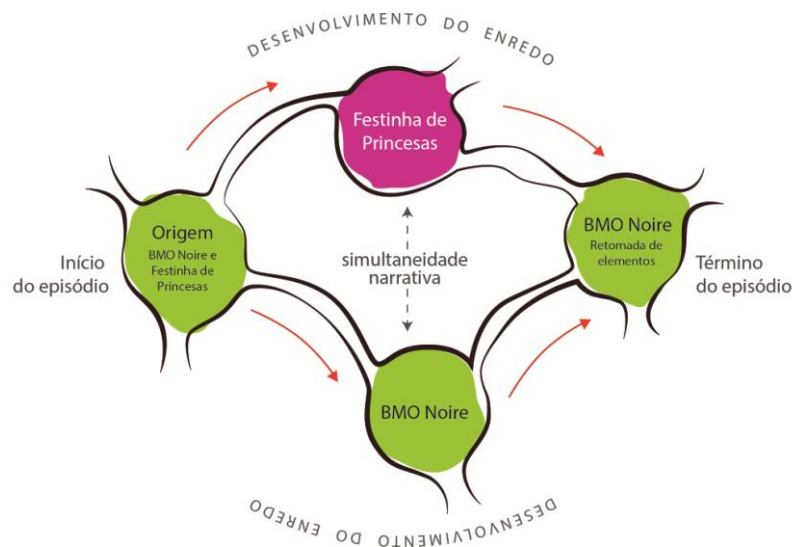 DESENVOLVIMENTO DO ENREDO
Festinha de
Princesas
Origem
BMO Noire e
Festinha de
Princesas
Início
do episódio
simultaneidade
narrativa
BMO Noire
Retomada de
elementos
Término
do episódio
BMO Noire
DESENVOLVIMENTO DO ENREDO